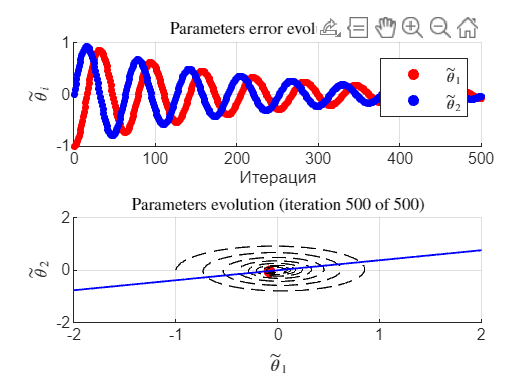 Parameters error evol
1
0
-1
θ̃ i
θ̃ 1
θ̃ 2
0 100 200 300 400 500
Итерация
Parameters evolution (iteration 500 of 500)
2
0
-2
θ̃ 2
-2 -1 0 1 2
θ̃ 1